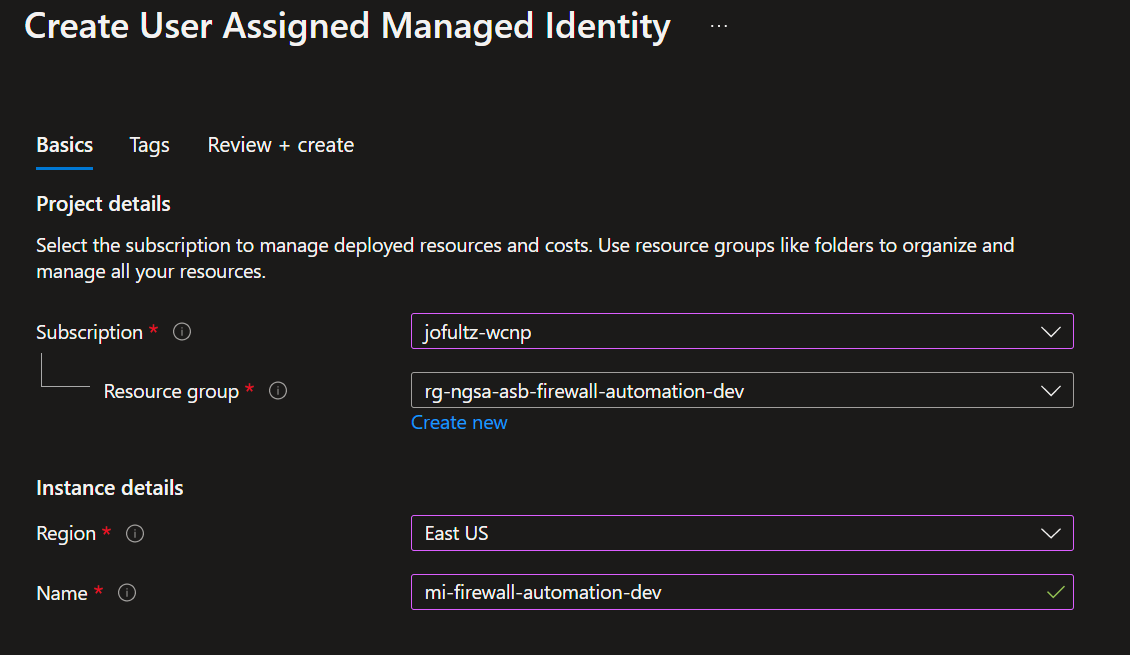 Create User Assigned Managed Identity ...
Basics Tags Review + create
Project details
Select the subscription to manage deployed resources and costs. Use resource groups like folders to organize and
manage all your resources.
Subscription * jofultz-wcnp
Resource group * rg-ngsa-asb-firewall-automation-dev
Create new
Instance details
Region * East US
Name * mi-firewall-automation-dev